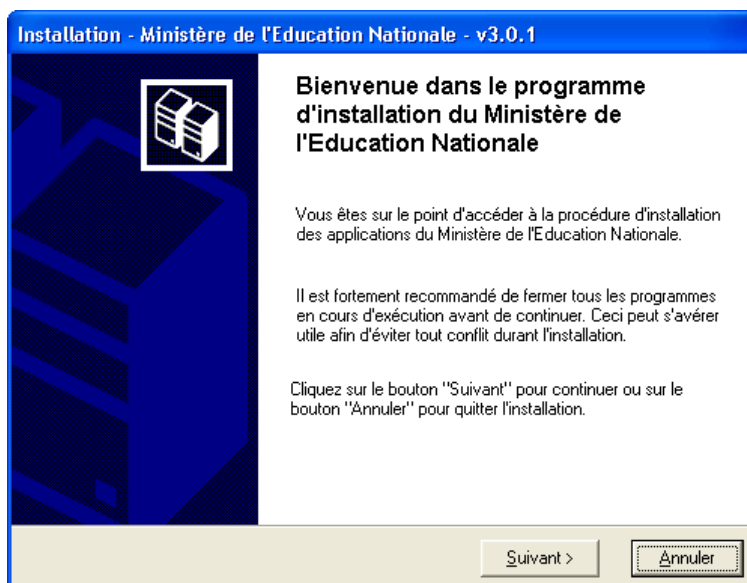 Installation - Ministère de l'Education Nationale - v3.0.1
Bienvenue dans le programme
d'installation du Ministère de
l'Education Nationale
Vous êtes sur le point d'accéder à la procédure d'installation
des applications du Ministère de l'Education Nationale.
Il est fortement recommandé de fermer tous les programmes
en cours d'exécution avant de continuer. Ceci peut s'avérer
utile afin d'éviter tout conflit durant l'installation.
Cliquez sur le bouton "Suivant" pour continuer ou sur le
bouton "Annuler" pour quitter l'installation.
Suivant >
Annuler